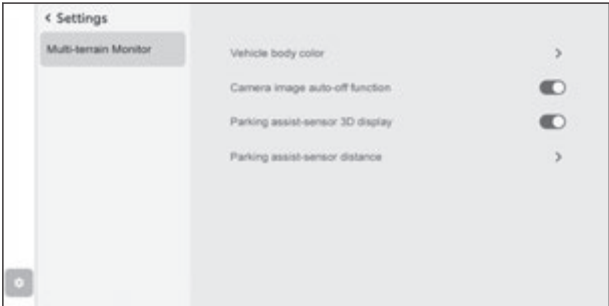 Settings
Multi-terrain Monitor
Vehicle body color
Camera image auto-off function
Parking assist-sensor 3D display
Parking assist-sensor distance